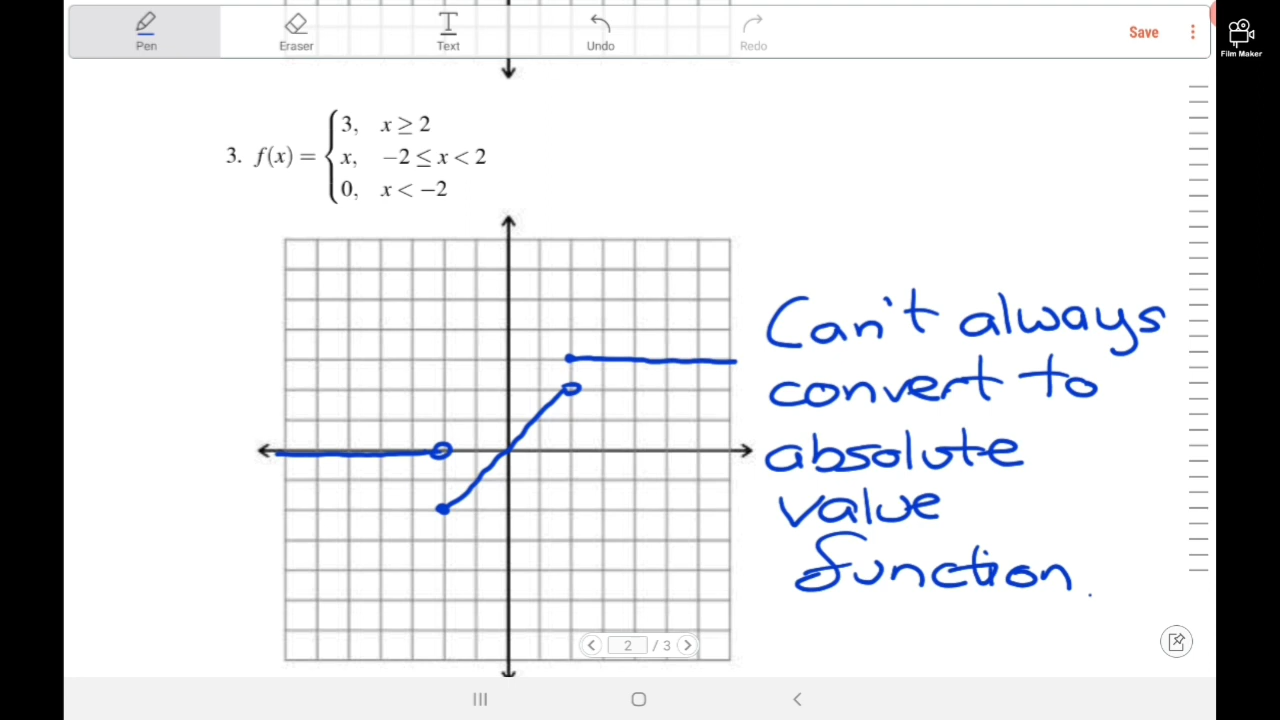 Pen
Eraser
Text
Undo
Redo
Save
Film Maker
3. f(x) =
3, x ≥ 2
x, −2 ≤ x < 2
0, x < −2
Can't always
convert to
absolute
value
function.
2 / 3